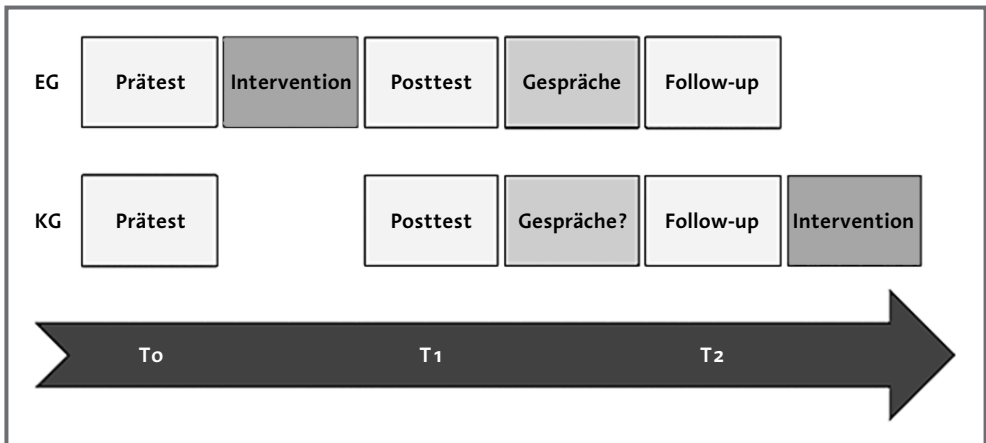 EG Prätest Intervention Posttest Gespräche Follow-up
KG Prätest Posttest Gespräche? Follow-up Intervention
T0 T1 T2